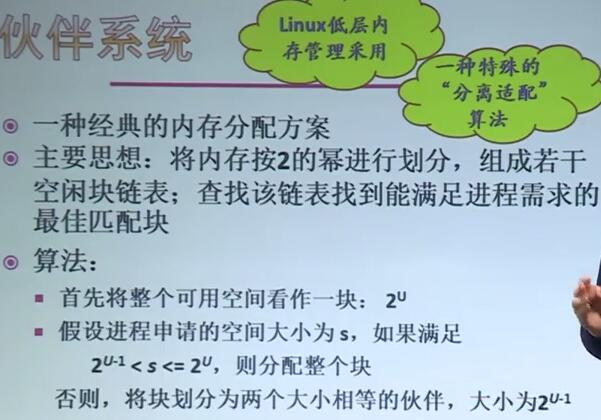 伙伴系统
Linux低层内
存管理采用
一种特殊的
“分离适配”
算法
一种经典的内存分配方案
主要思想：将内存按2的幂进行划分，组成若干
空闲块链表；查找该链表找到能满足进程需求的
最佳匹配块
算法：
首先将整个可用空间看作一块： 2ᵁ
假设进程申请的空间大小为 s，如果满足
2ᵁ⁻¹ < s <= 2ᵁ，则分配整个块
否则，将块划分为两个大小相等的伙伴，大小为2ᵁ⁻¹